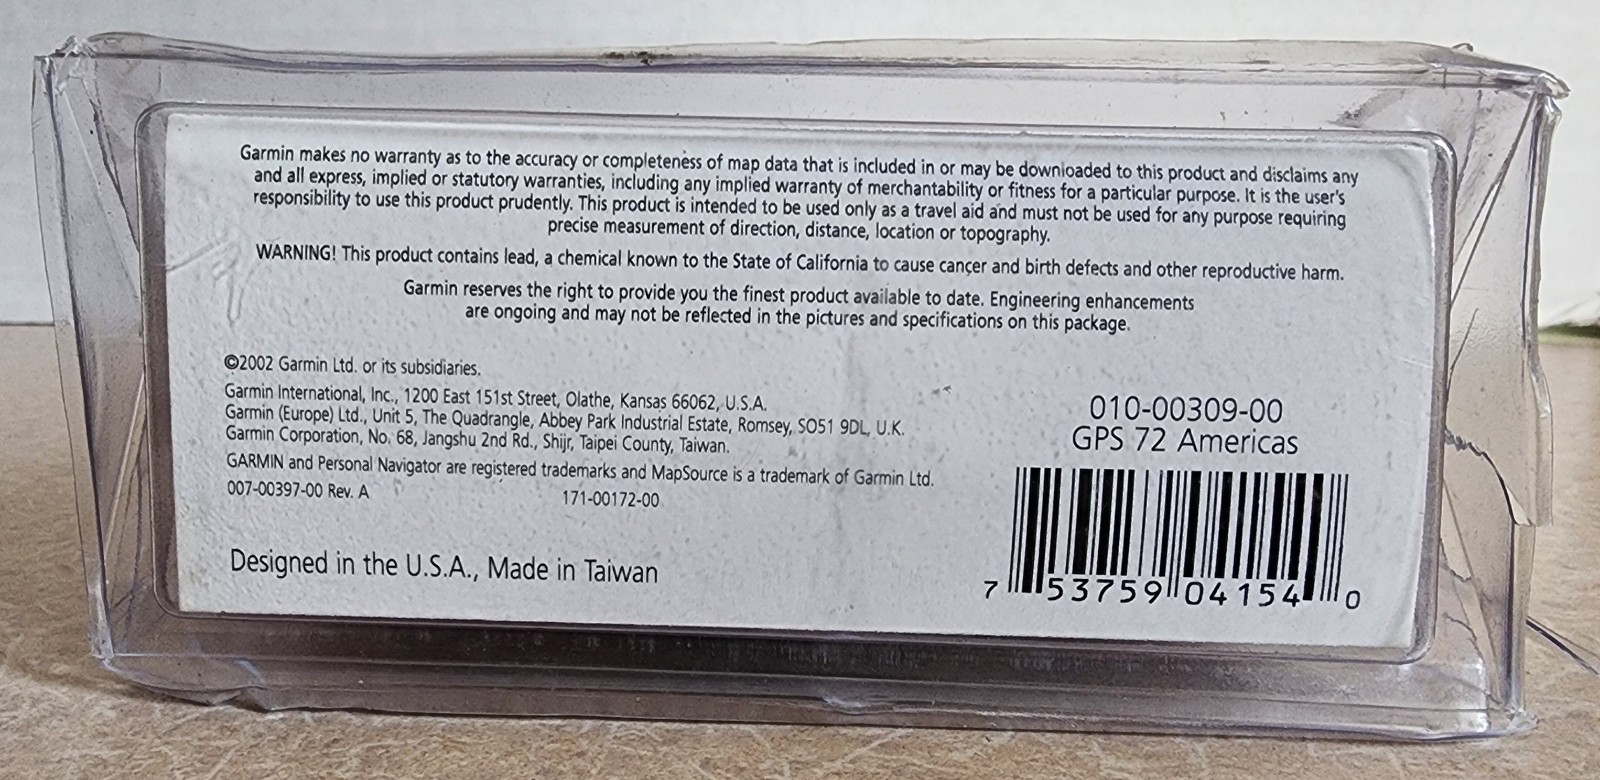 Garmin makes no warranty as to the accuracy or completeness of map data that is included in or may be downloaded to this product and disclaims any
and all express, implied or statutory warranties, including any implied warranty of merchantability or fitness for a particular purpose. It is the user's
responsibility to use this product prudently. This product is intended to be used only as a travel aid and must not be used for any purpose requiring
precise measurement of direction, distance, location or topography.
WARNING! This product contains lead, a chemical known to the State of California to cause cancer and birth defects and other reproductive harm.
Garmin reserves the right to provide you the finest product available to date. Engineering enhancements
are ongoing and may not be reflected in the pictures and specifications on this package.
©2002 Garmin Ltd. or its subsidiaries.
Garmin International, Inc., 1200 East 151st Street, Olathe, Kansas 66062, U.S.A.
Garmin (Europe) Ltd., Unit 5, The Quadrangle, Abbey Park Industrial Estate, Romsey, SO51 9DL, U.K.
Garmin Corporation, No. 68, Jangshu 2nd Rd., Shijr, Taipei County, Taiwan.
GARMIN and Personal Navigator are registered trademarks and MapSource is a trademark of Garmin Ltd.
007-00397-00 Rev. A 171-00172-00
Designed in the U.S.A., Made in Taiwan
010-00309-00
GPS 72 Americas
7 53759 04154 0